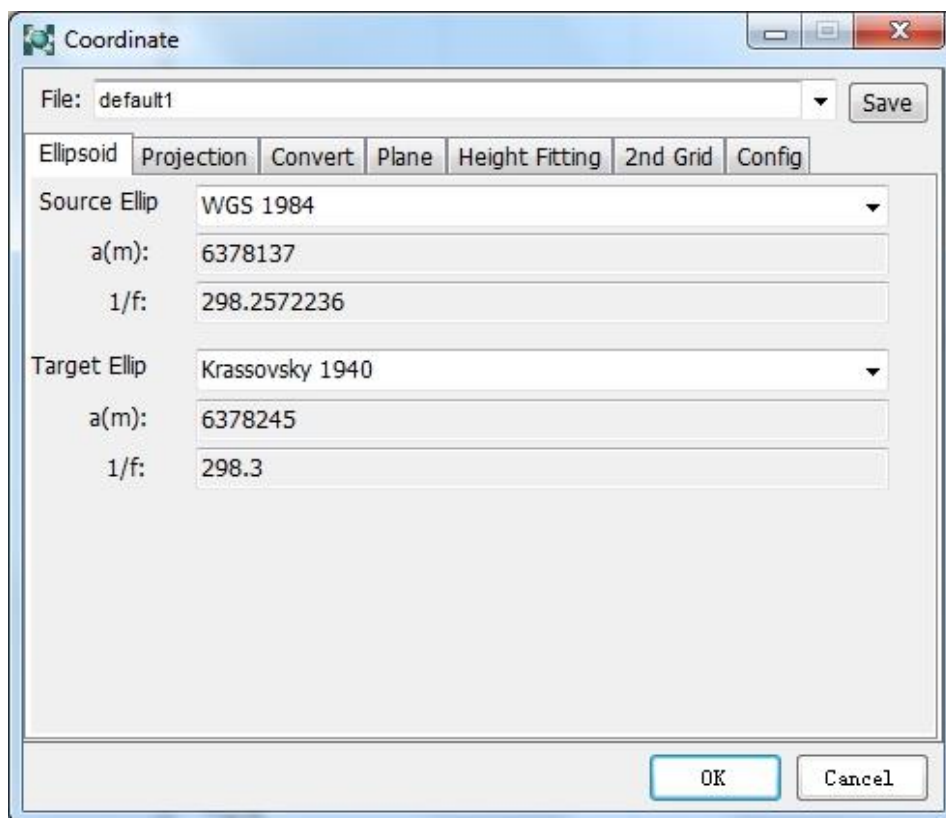 Coordinate
File: default1 Save
Ellipsoid Projection Convert Plane Height Fitting 2nd Grid Config
Source Ellip WGS 1984
a(m): 6378137
1/f: 298.2572236
Target Ellip Krassovsky 1940
a(m): 6378245
1/f: 298.3
OK Cancel